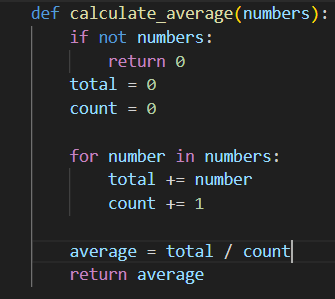 def calculate_average(numbers):
    if not numbers:
        return 0
    total = 0
    count = 0

    for number in numbers:
        total += number
        count += 1

    average = total / count
    return average